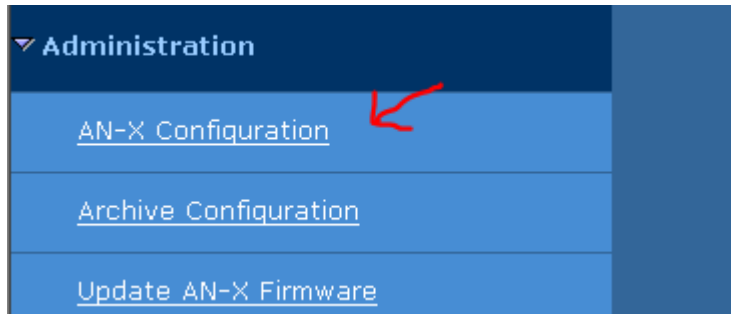 Administration
AN-X Configuration
Archive Configuration
Update AN-X Firmware